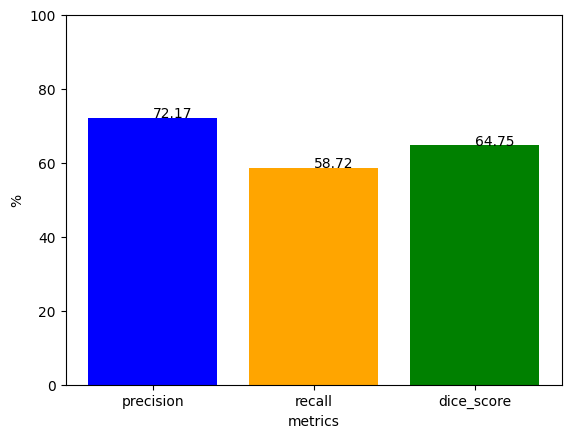 100
80
60
40
20
0
%
72.17
58.72
64.75
precision
recall
dice_score
metrics